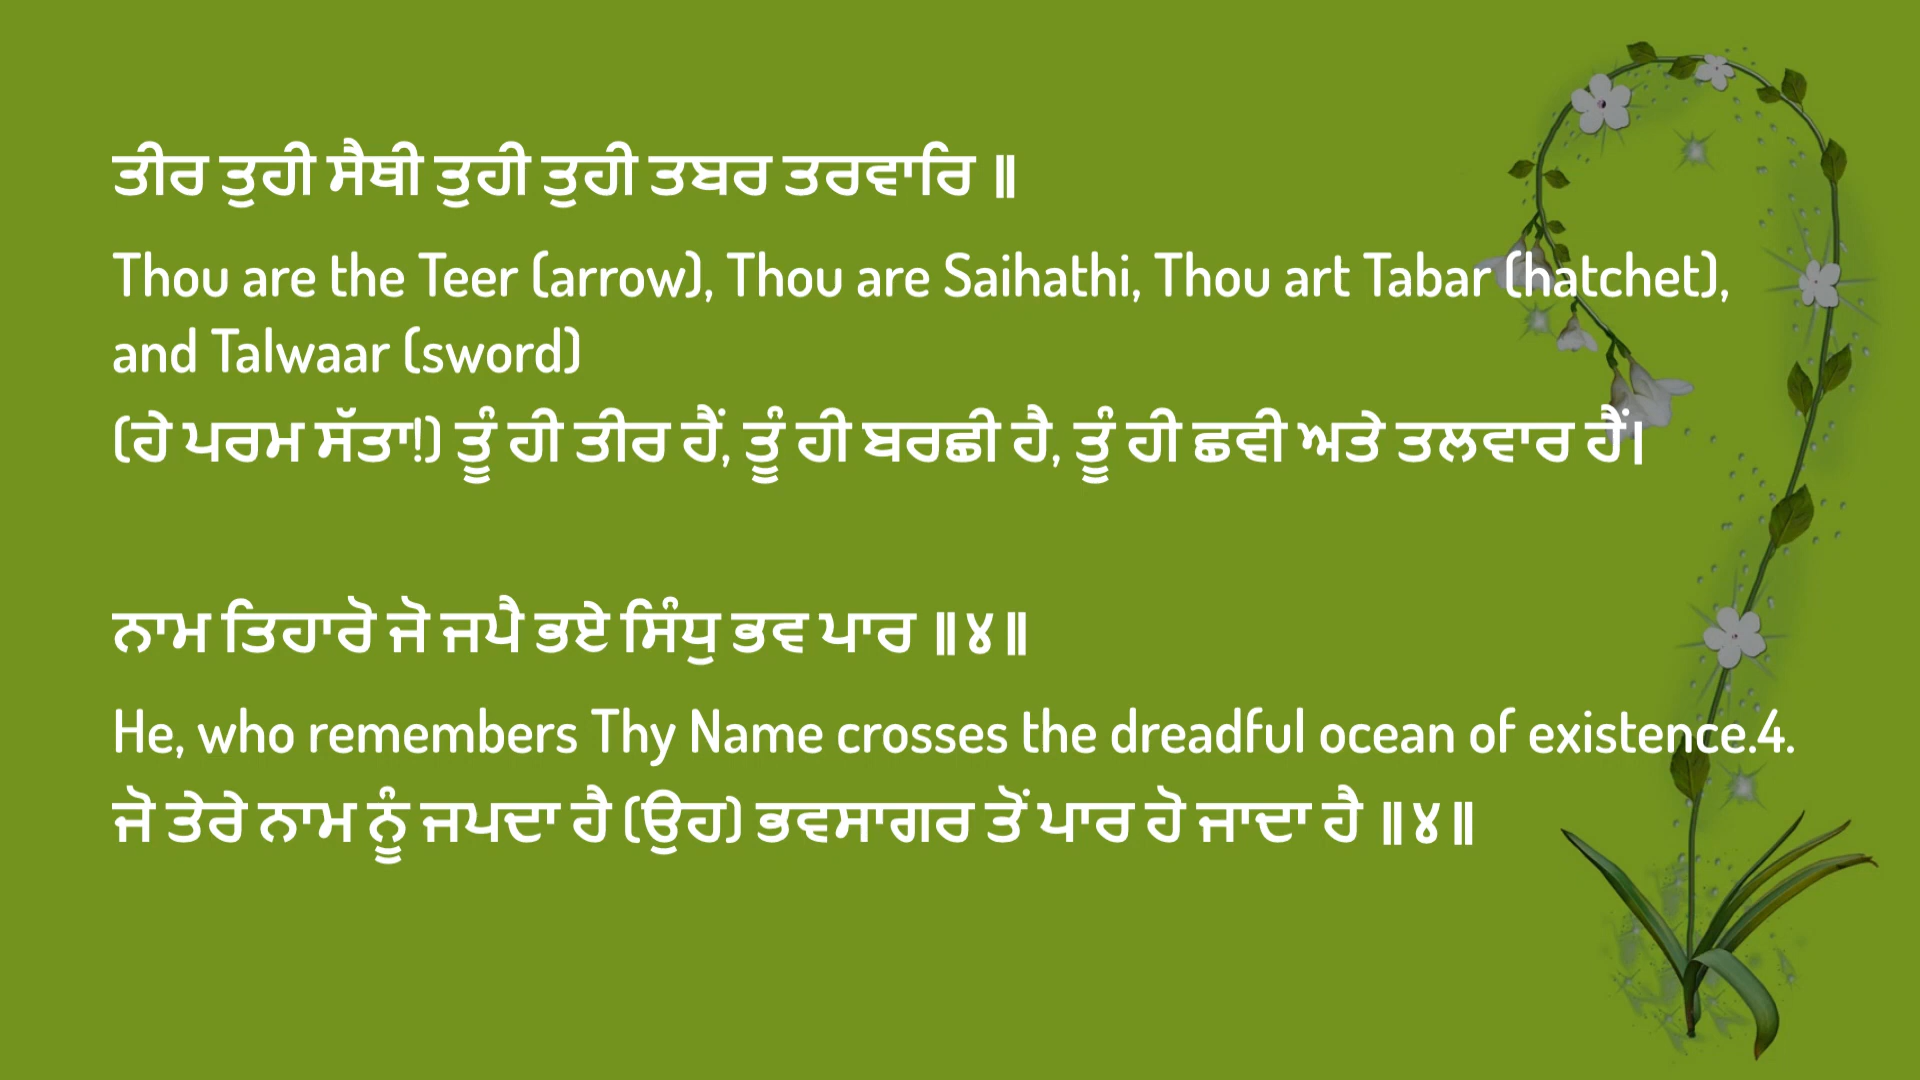 ਤੀਰ ਤੁਹੀ ਸੈਥੀ ਤੁਹੀ ਤੁਹੀ ਤਬਰ ਤਰਵਾਰਿ ॥
Thou are the Teer (arrow), Thou are Saihathi, Thou art Tabar (hatchet),
and Talwaar (sword)
(ਹੇ ਪਰਮ ਸੱਤਾ!) ਤੂੰ ਹੀ ਤੀਰ ਹੈਂ, ਤੂੰ ਹੀ ਬਰਛੀ ਹੈ, ਤੂੰ ਹੀ ਛਵੀ ਅਤੇ ਤਲਵਾਰ ਹੈਂ।
ਨਾਮ ਤਿਹਾਰੋ ਜੋ ਜਪੈ ਭਏ ਸਿੰਧੁ ਭਵ ਪਾਰ ॥੪॥
He, who remembers Thy Name crosses the dreadful ocean of existence.4.
ਜੋ ਤੇਰੇ ਨਾਮ ਨੂੰ ਜਪਦਾ ਹੈ (ਉਹ) ਭਵਸਾਗਰ ਤੋਂ ਪਾਰ ਹੋ ਜਾਦਾ ਹੈ ॥੪॥